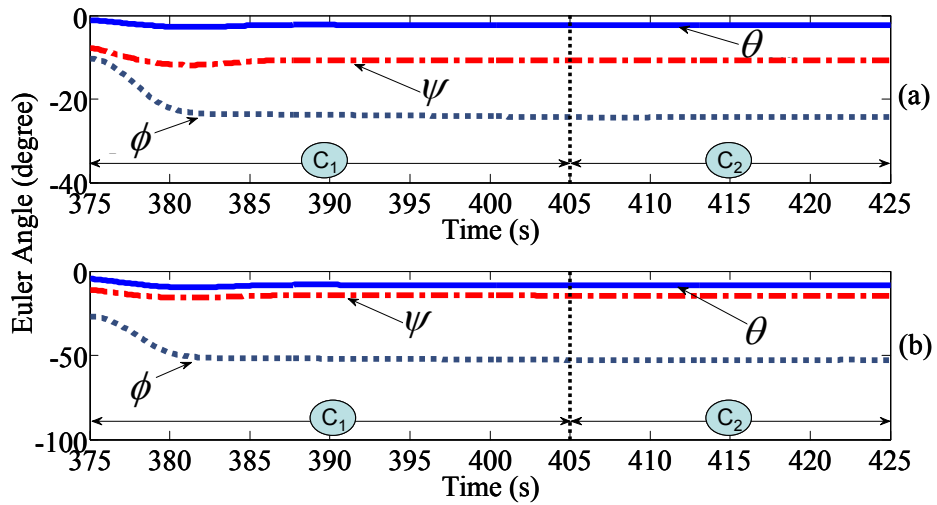 Euler Angle (degree)
0
-20
-40
θ
ψ
ϕ
C₁
C₂
(a)
375 380 385 390 395 400 405 410 415 420 425
Time (s)
0
-50
-100
ψ
θ
ϕ
C₁
C₂
(b)
375 380 385 390 395 400 405 410 415 420 425
Time (s)